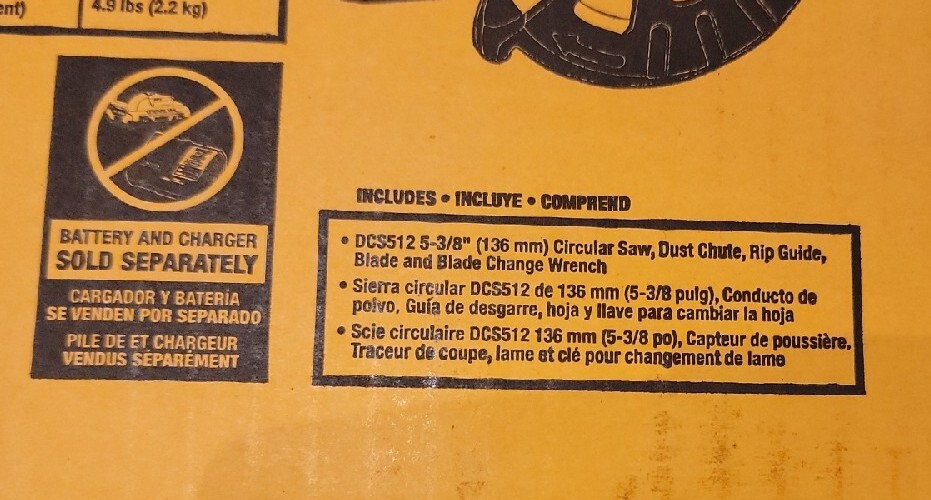 ent)
4.9 lbs (2.2 kg)
BATTERY AND CHARGER
SOLD SEPARATELY
CARGADOR Y BATERÍA
SE VENDEN POR SEPARADO
PILE DE ET CHARGEUR
VENDUS SÉPARÉMENT
INCLUDES • INCLUYE • COMPREND
• DCS512 5-3/8" (136 mm) Circular Saw, Dust Chute, Rip Guide,
Blade and Blade Change Wrench
• Sierra circular DCS512 de 136 mm (5-3/8 pulg), Conducto de
polvo, Guía de desgarre, hoja y llave para cambiar la hoja
• Scie circulaire DCS512 136 mm (5-3/8 po), Capteur de poussière,
Traceur de coupe, lame et clé pour changement de lame